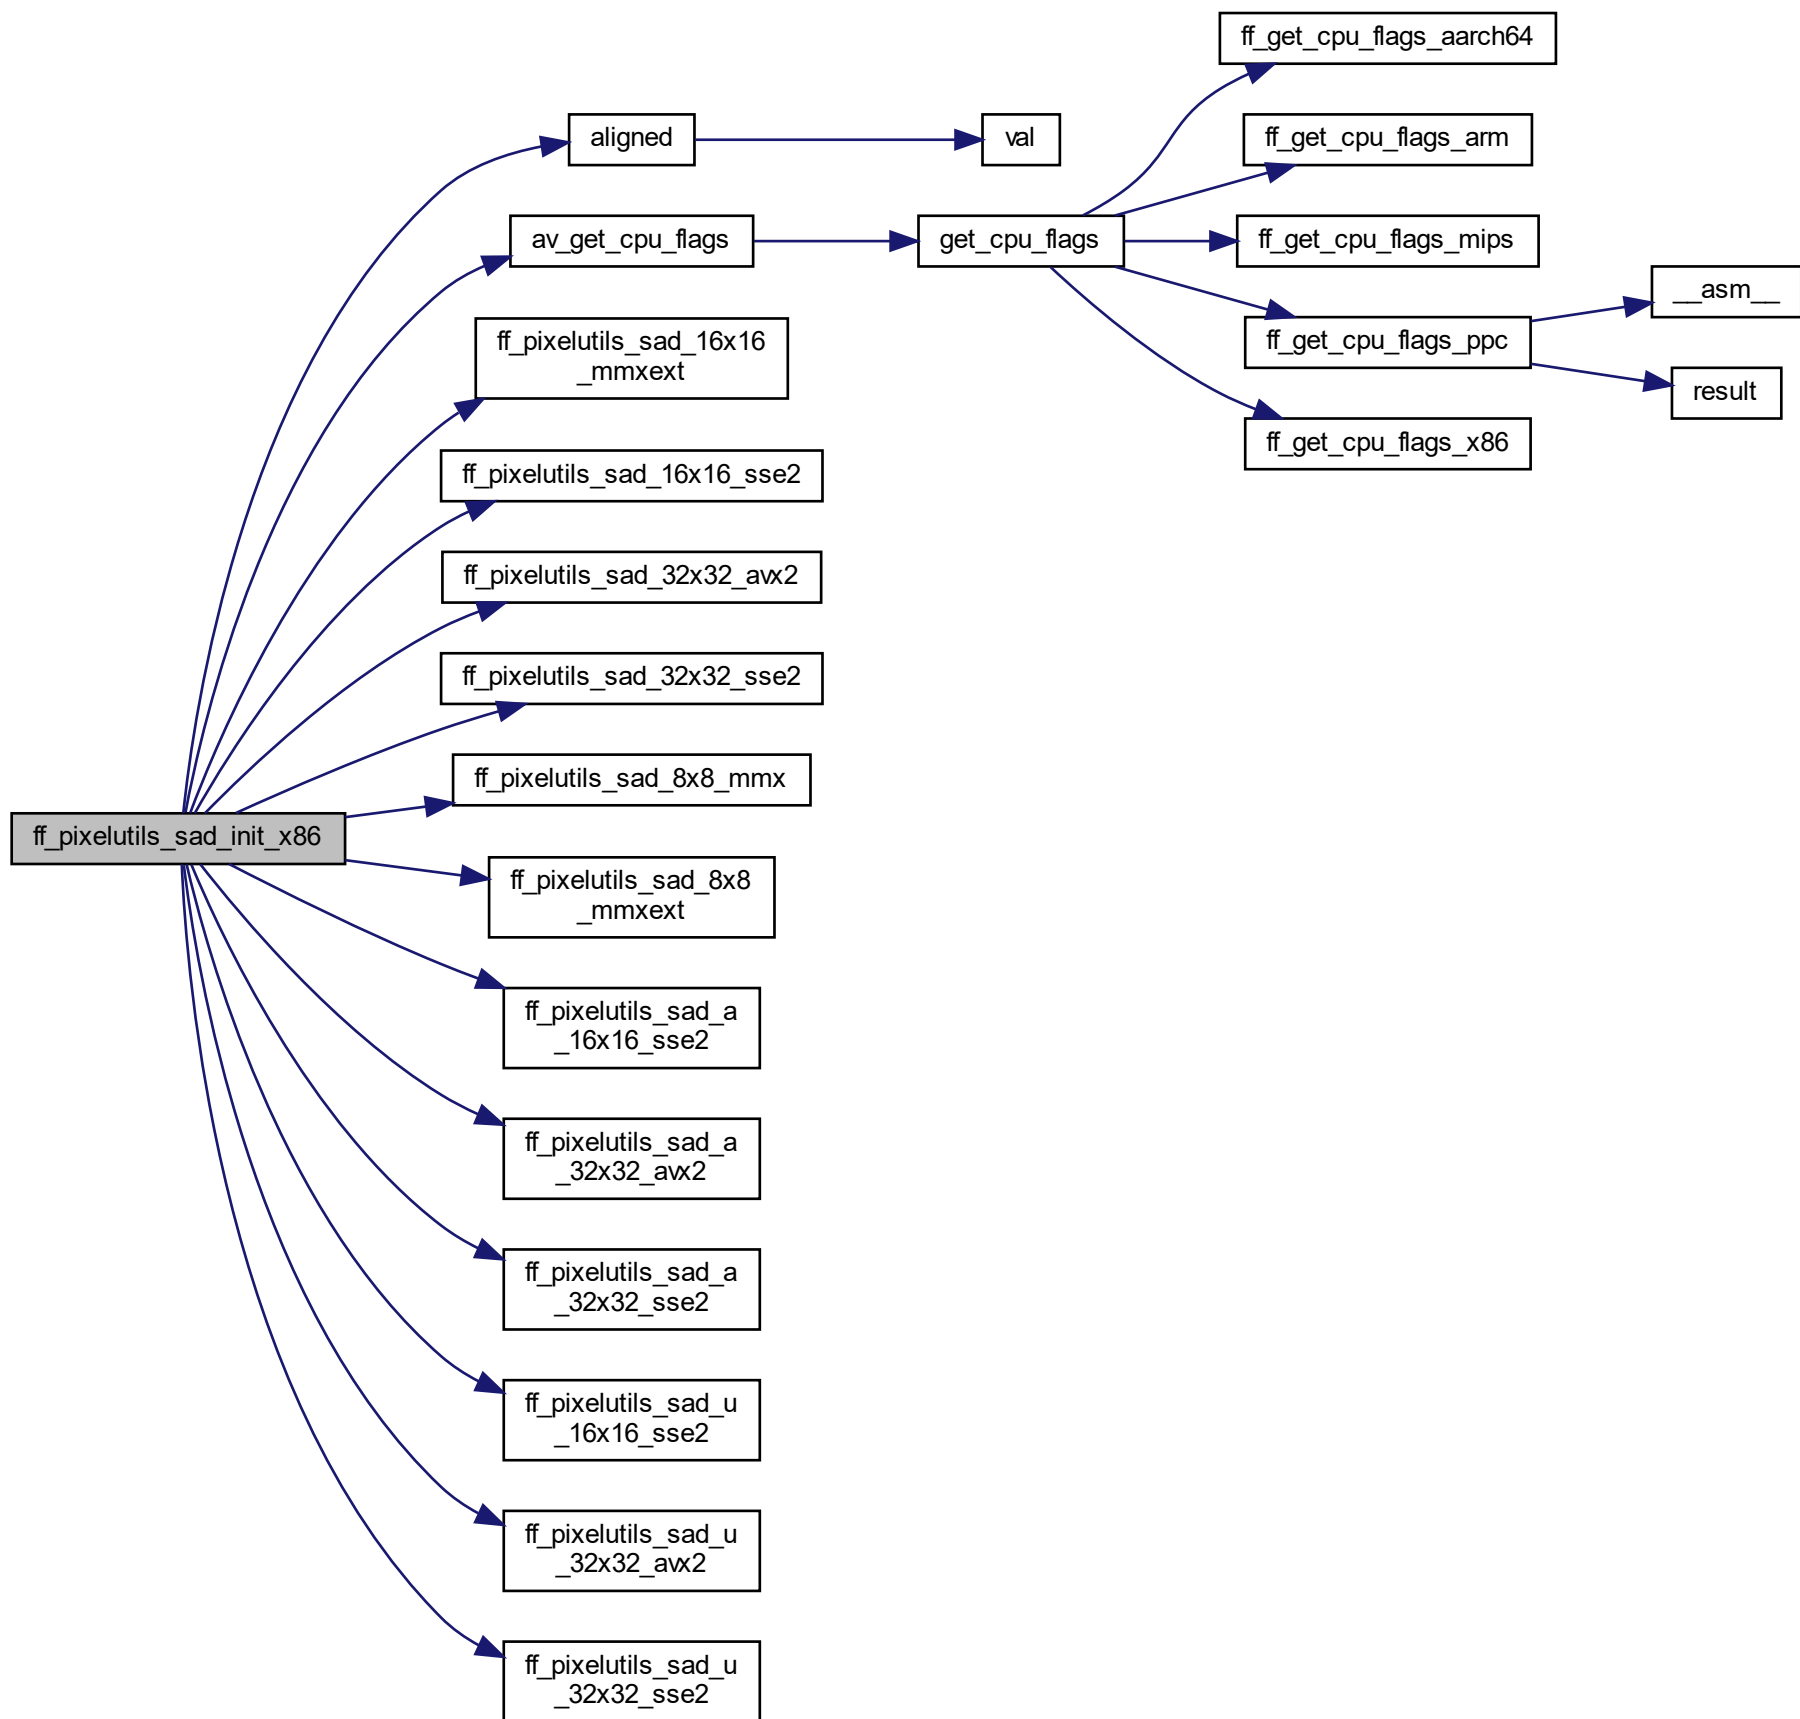 ff_get_cpu_flags_aarch64
aligned
val
ff_get_cpu_flags_arm
av_get_cpu_flags
get_cpu_flags
ff_get_cpu_flags_mips
__asm__
ff_pixelutils_sad_16x16
_mmxext
ff_get_cpu_flags_ppc
result
ff_pixelutils_sad_16x16_sse2
ff_get_cpu_flags_x86
ff_pixelutils_sad_32x32_avx2
ff_pixelutils_sad_32x32_sse2
ff_pixelutils_sad_8x8_mmx
ff_pixelutils_sad_init_x86
ff_pixelutils_sad_8x8
_mmxext
ff_pixelutils_sad_a
_16x16_sse2
ff_pixelutils_sad_a
_32x32_avx2
ff_pixelutils_sad_a
_32x32_sse2
ff_pixelutils_sad_u
_16x16_sse2
ff_pixelutils_sad_u
_32x32_avx2
ff_pixelutils_sad_u
_32x32_sse2